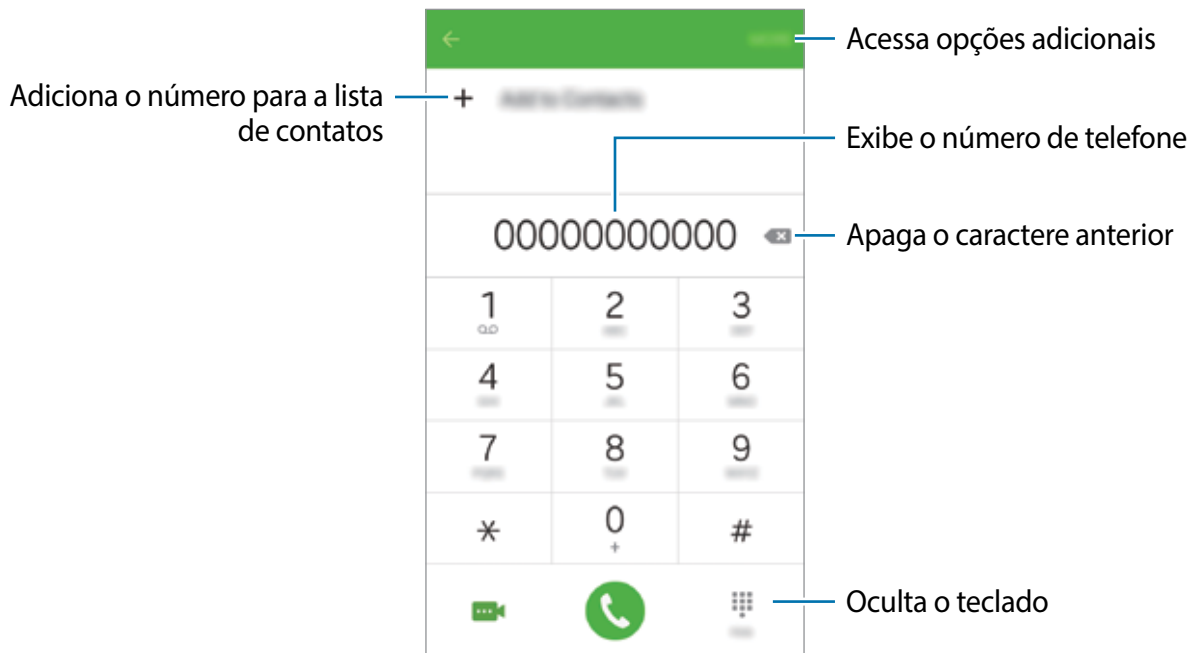 Acessa opções adicionais
Adiciona o número para a lista
de contatos
Exibe o número de telefone
00000000000
Apaga o caractere anterior
1 2 3
4 5 6
7 8 9
* 0 #
+
Oculta o teclado